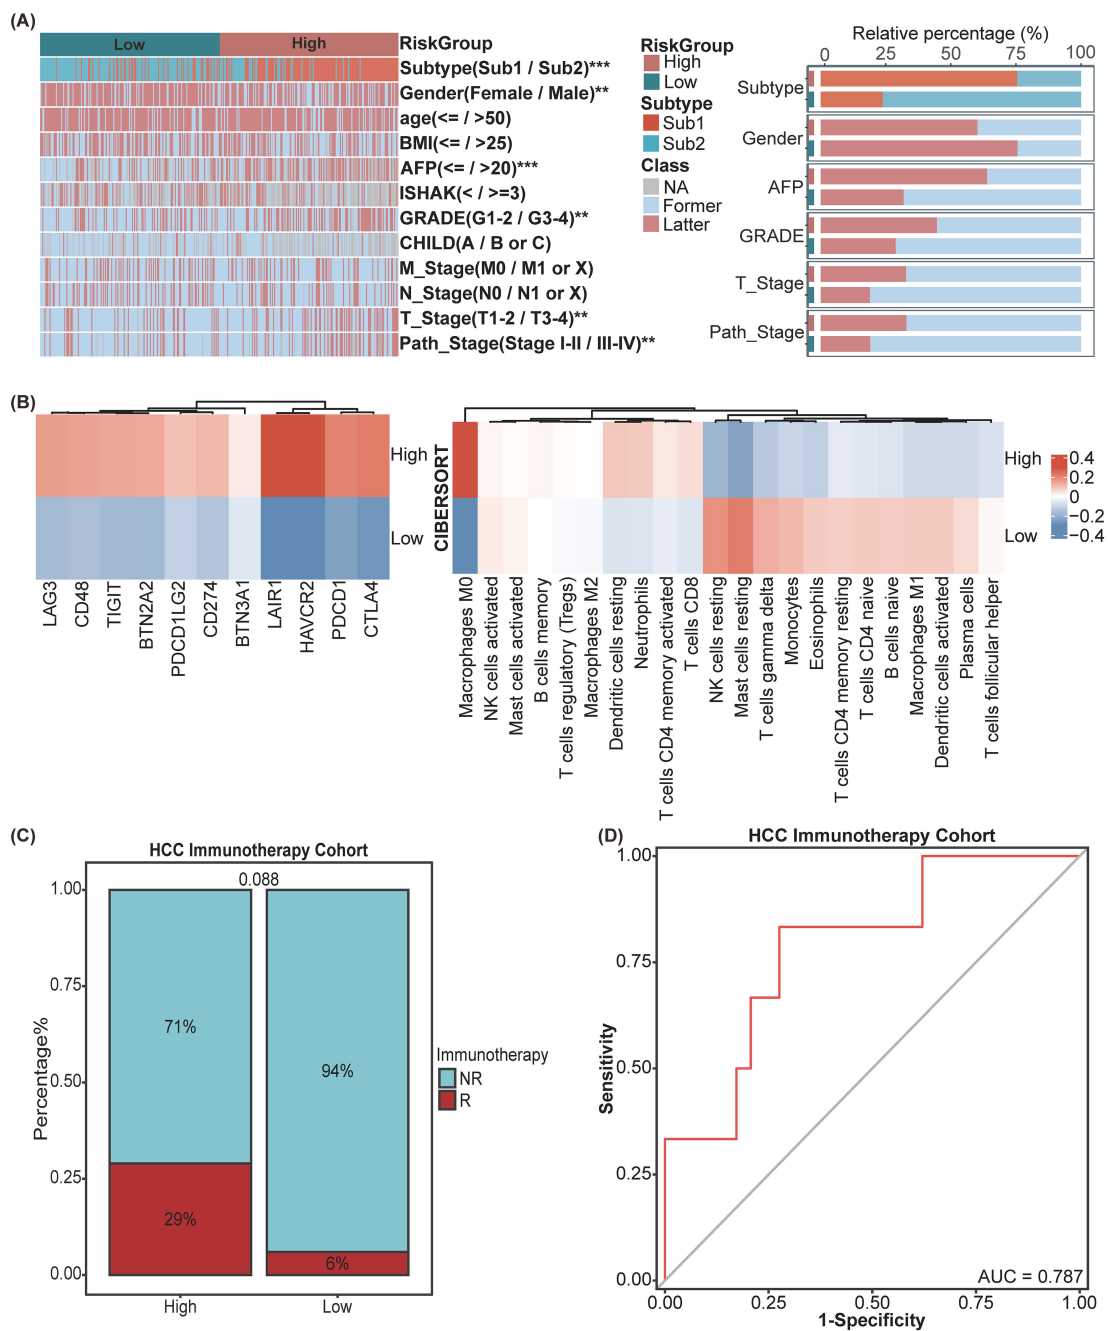 (A)
Low
High
RiskGroup
Subtype(Sub1 / Sub2)***
Gender(Female / Male)**
age(<= / >50)
BMI(<= / >25)
AFP(<= / >20)***
ISHAK(< / >=3)
GRADE(G1-2 / G3-4)**
CHILD(A / B or C)
M_Stage(M0 / M1 or X)
N_Stage(N0 / N1 or X)
T_Stage(T1-2 / T3-4)**
Path_Stage(Stage I-II / III-IV)**
RiskGroup
High
Low
Subtype
Sub1
Sub2
Class
NA
Former
Latter
Relative percentage (%)
0 25 50 75 100
Subtype
Gender
AFP
GRADE
T_Stage
Path_Stage
(B)
High
Low
LAG3
CD48
TIGIT
BTN2A2
PDCD1LG2
CD274
BTN3A1
LAIR1
HAVCR2
PDCD1
CTLA4
CIBERSORT
High
Low
0.4
0.2
0
−0.2
−0.4
Macrophages M0
NK cells activated
Mast cells activated
B cells memory
T cells regulatory (Tregs)
Macrophages M2
Dendritic cells resting
Neutrophils
T cells CD4 memory activated
T cells CD8
NK cells resting
Mast cells resting
T cells gamma delta
Monocytes
Eosinophils
T cells CD4 memory resting
T cells CD4 naive
B cells naive
Macrophages M1
Dendritic cells activated
Plasma cells
T cells follicular helper
(C)
HCC Immunotherapy Cohort
0.088
1.00
0.75
0.50
0.25
0.00
Percentage%
71%
29%
94%
6%
High
Low
Immunotherapy
NR
R
(D)
HCC Immunotherapy Cohort
1.00
0.75
0.50
0.25
0.00
Sensitivity
AUC = 0.787
0.00 0.25 0.50 0.75 1.00
1-Specificity